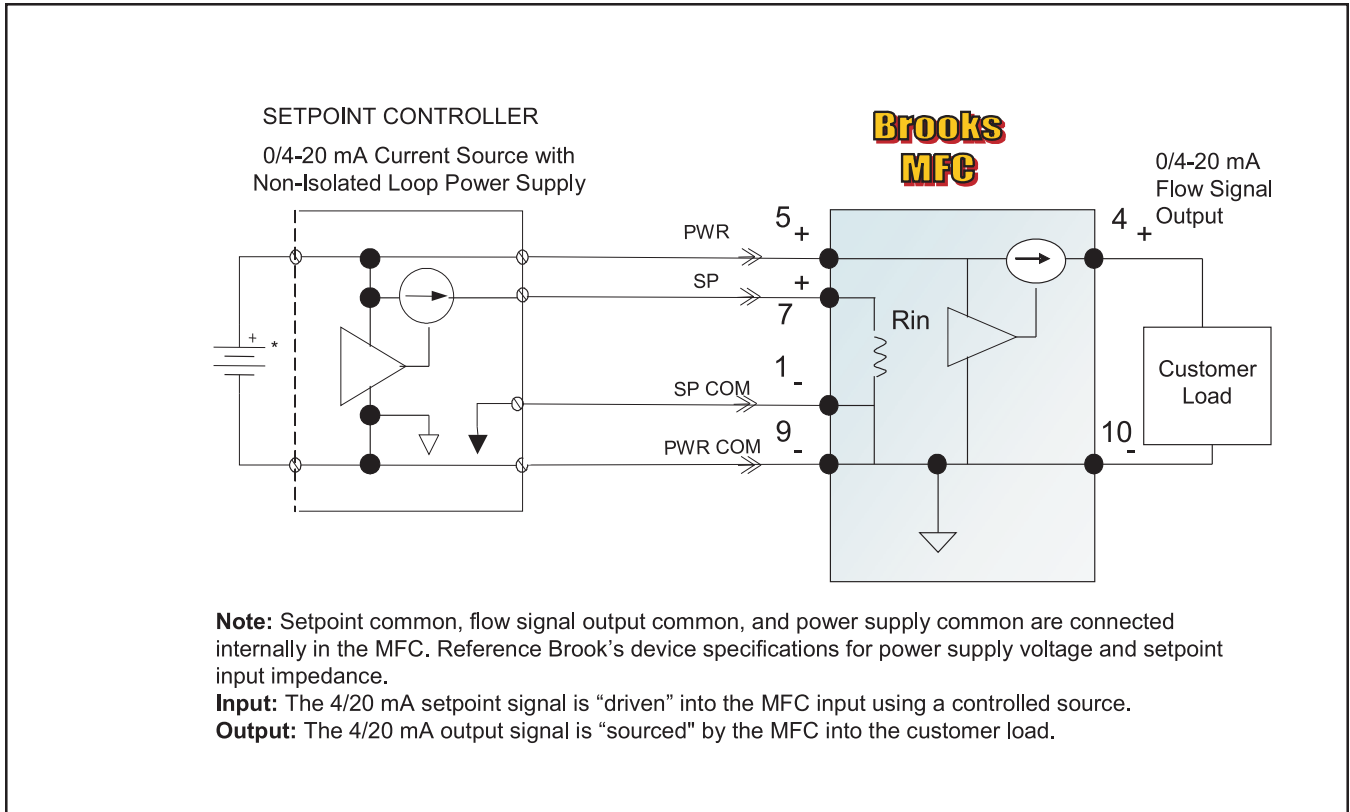 SETPOINT CONTROLLER
0/4-20 mA Current Source with
Non-Isolated Loop Power Supply
Brooks
MFC
0/4-20 mA
Flow Signal
Output
PWR
5
+
4
+
SP
+
7
Rin
+
*
1
-
SP COM
Customer
Load
PWR COM
9
-
10
-
Note: Setpoint common, flow signal output common, and power supply common are connected
internally in the MFC. Reference Brook's device specifications for power supply voltage and setpoint
input impedance.
Input: The 4/20 mA setpoint signal is “driven” into the MFC input using a controlled source.
Output: The 4/20 mA output signal is “sourced" by the MFC into the customer load.